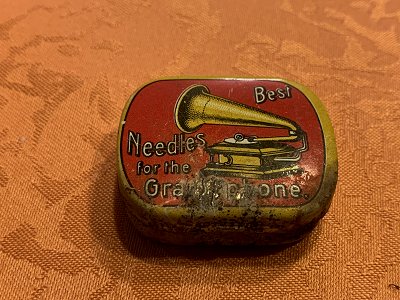 Best
Needles
for the
Gramophone